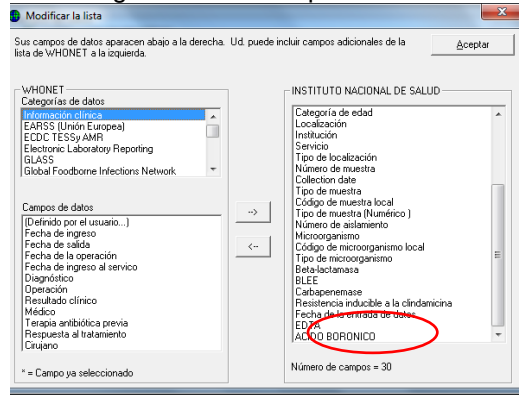 Modificar la lista
Sus campos de datos aparecen abajo a la derecha. Ud. puede incluir campos adicionales de la
lista de WHONET a la izquierda.
Aceptar
WHONET
Categorías de datos
Información clínica
EARSS (Unión Europea)
ECDC TESSy AMR
Electronic Laboratory Reporting
GLASS
Global Foodborne Infections Network
Campos de datos
(Definido por el usuario...)
Fecha de ingreso
Fecha de salida
Fecha de la operación
Fecha de ingreso al servico
Diagnóstico
Operación
Resultado clínico
Médico
Terapia antibiótica previa
Respuesta al tratamiento
Cirujano
* = Campo ya seleccionado
-->
<--
INSTITUTO NACIONAL DE SALUD
Categoría de edad
Localización
Institución
Servicio
Tipo de localización
Número de muestra
Collection date
Tipo de muestra
Código de muestra local
Tipo de muestra (Numérico )
Número de aislamiento
Microorganismo
Código de microorganismo local
Tipo de microorganismo
Beta-lactamasa
BLEE
Carbapenemase
Resistencia inducible a la clindamicina
Fecha de la entrada de datos
EDTA
ACIDO BORONICO
Número de campos = 30